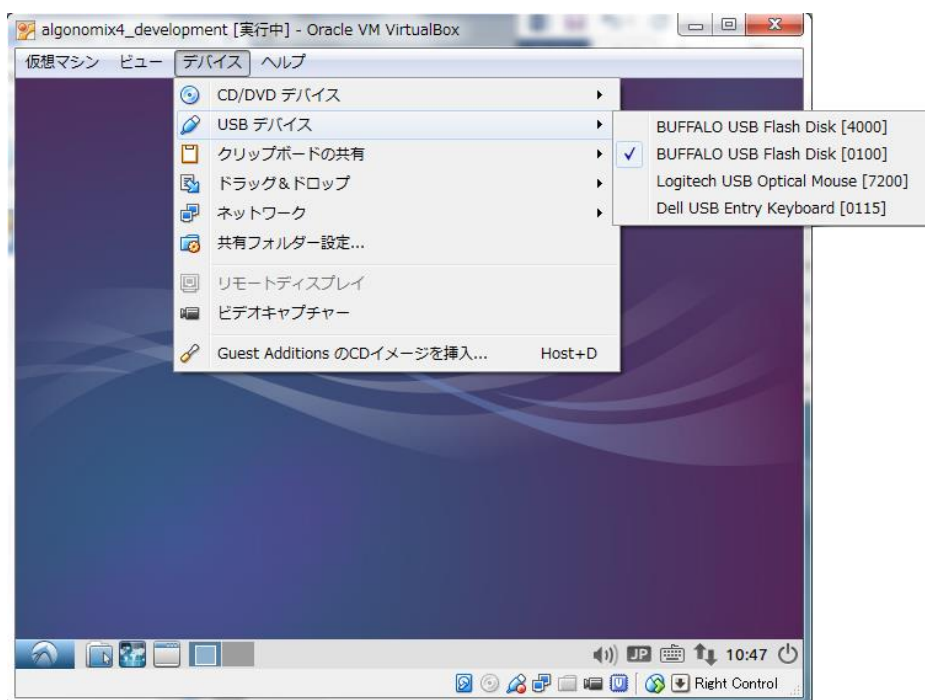 algonomix4_development [実行中] - Oracle VM VirtualBox
仮想マシン ビュー デバイス ヘルプ
CD/DVD デバイス
USB デバイス
クリップボードの共有
ドラッグ&ドロップ
ネットワーク
共有フォルダー設定...
リモートディスプレイ
ビデオキャプチャー
Guest Additions のCDイメージを挿入... Host+D
BUFFALO USB Flash Disk [4000]
BUFFALO USB Flash Disk [0100]
Logitech USB Optical Mouse [7200]
Dell USB Entry Keyboard [0115]
JP 10:47
Right Control